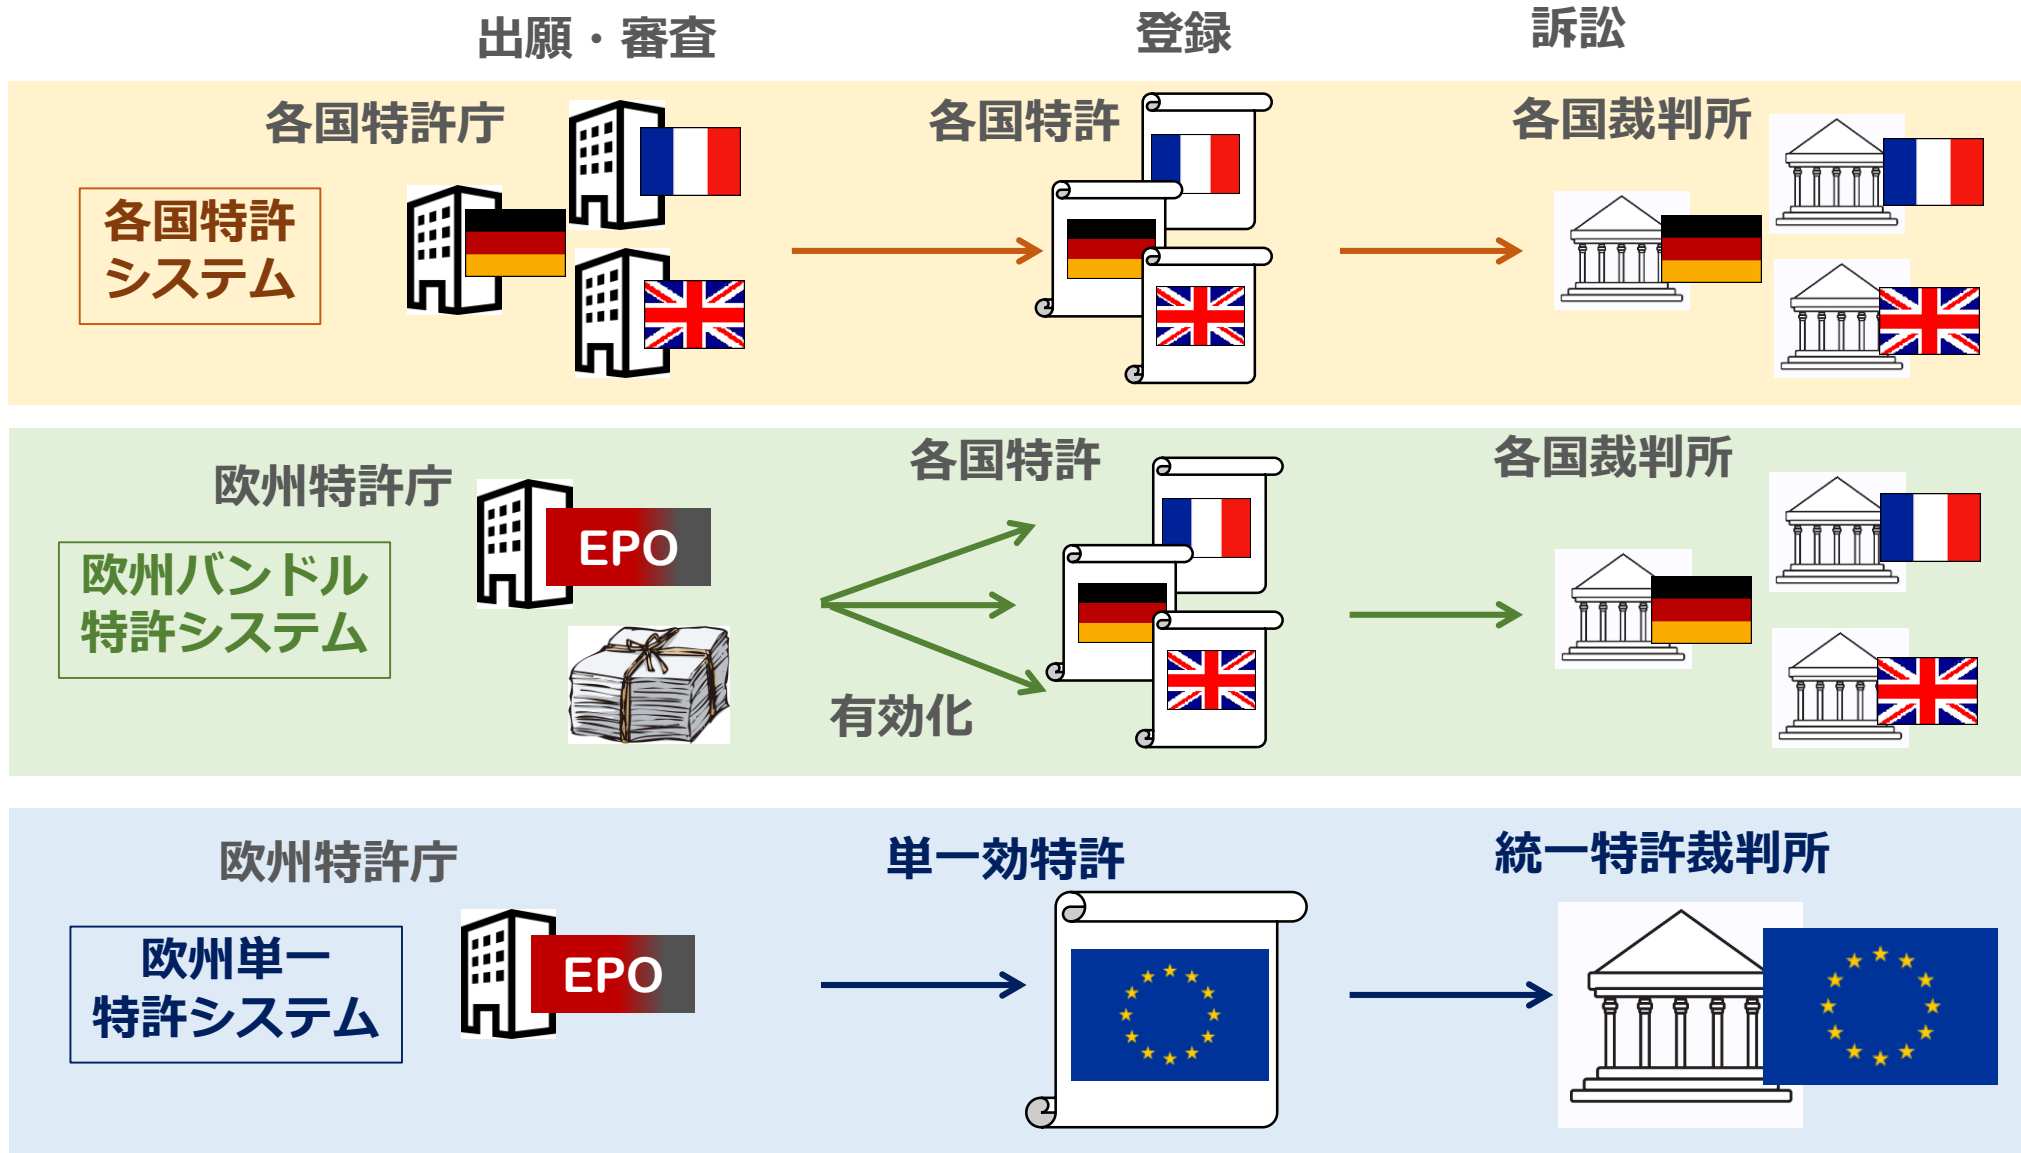 出願・審査
登録
訴訟
各国特許庁
各国特許
各国裁判所
各国特許
システム
欧州特許庁
各国特許
各国裁判所
EPO
欧州バンドル
特許システム
有効化
欧州特許庁
単一効特許
統一特許裁判所
欧州単一
特許システム
EPO